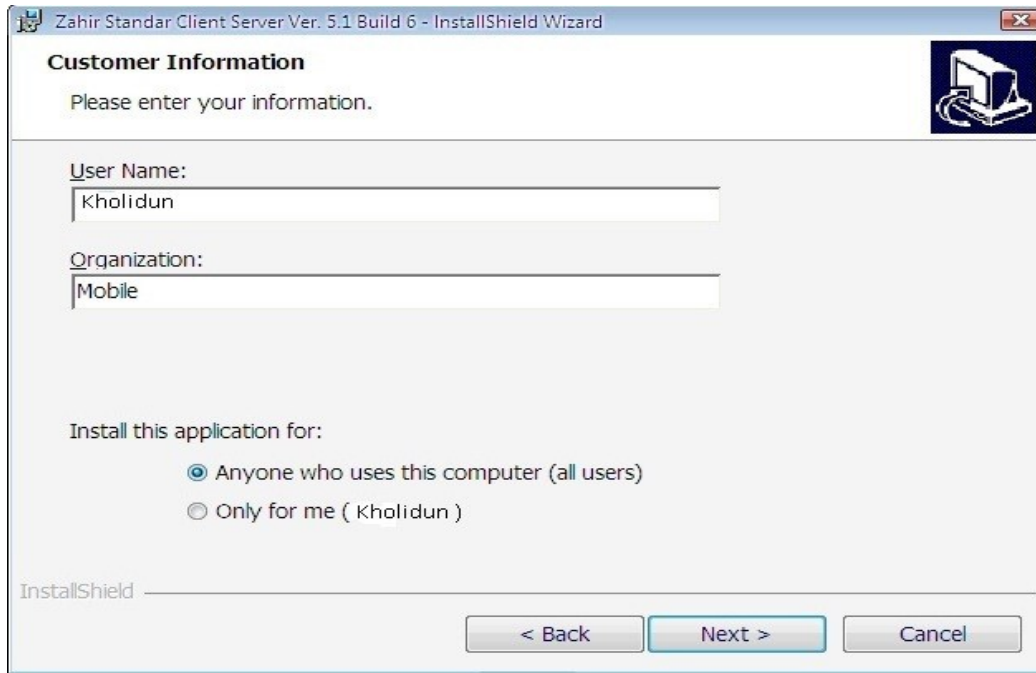 Zahir Standar Client Server Ver. 5.1 Build 6 - InstallShield Wizard
Customer Information
Please enter your information.
User Name:
Kholidun
Organization:
Mobile
Install this application for:
Anyone who uses this computer (all users)
Only for me ( Kholidun )
InstallShield
< Back Next > Cancel